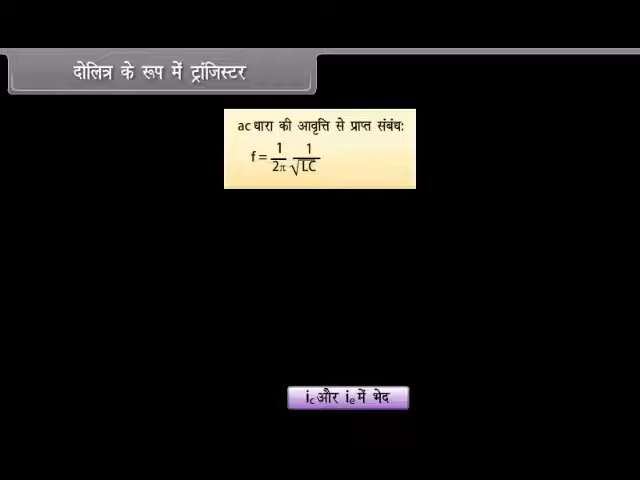 दोलित्र के रूप में ट्रांजिस्टर
ac धारा की आवृत्ति से प्राप्त संबंध:
f = 1/2π 1/√LC
ic और ie में भेद